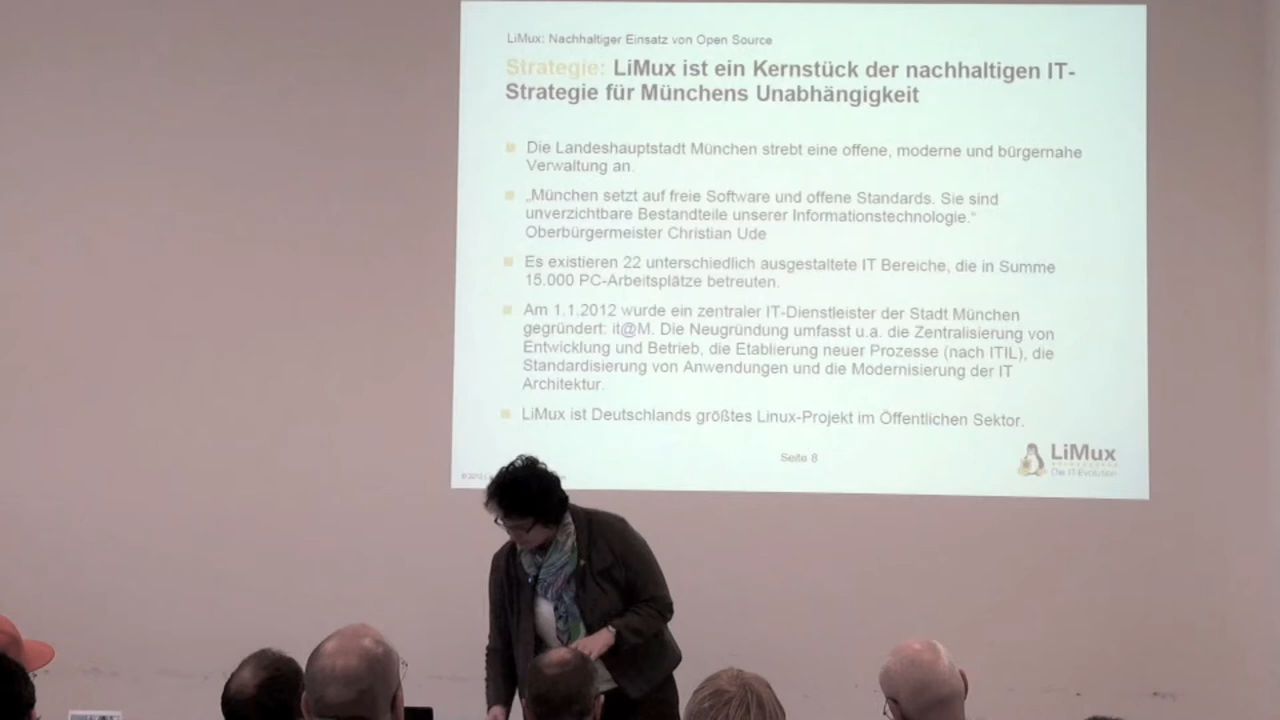 LiMux: Nachhaltiger Einsatz von Open Source
Strategie: LiMux ist ein Kernstück der nachhaltigen IT-
Strategie für Münchens Unabhängigkeit
Die Landeshauptstadt München strebt eine offene, moderne und bürgernahe
Verwaltung an.
„München setzt auf freie Software und offene Standards. Sie sind
unverzichtbare Bestandteile unserer Informationstechnologie.“
Oberbürgermeister Christian Ude
Es existieren 22 unterschiedlich ausgestaltete IT Bereiche, die in Summe
15.000 PC-Arbeitsplätze betreuten.
Am 1.1.2012 wurde ein zentraler IT-Dienstleister der Stadt München
gegründet: it@M. Die Neugründung umfasst u.a. die Zentralisierung von
Entwicklung und Betrieb, die Etablierung neuer Prozesse (nach ITIL), die
Standardisierung von Anwendungen und die Modernisierung der IT
Architektur.
LiMux ist Deutschlands größtes Linux-Projekt im Öffentlichen Sektor.
Seite 8
LiMux
Die IT-Evolution